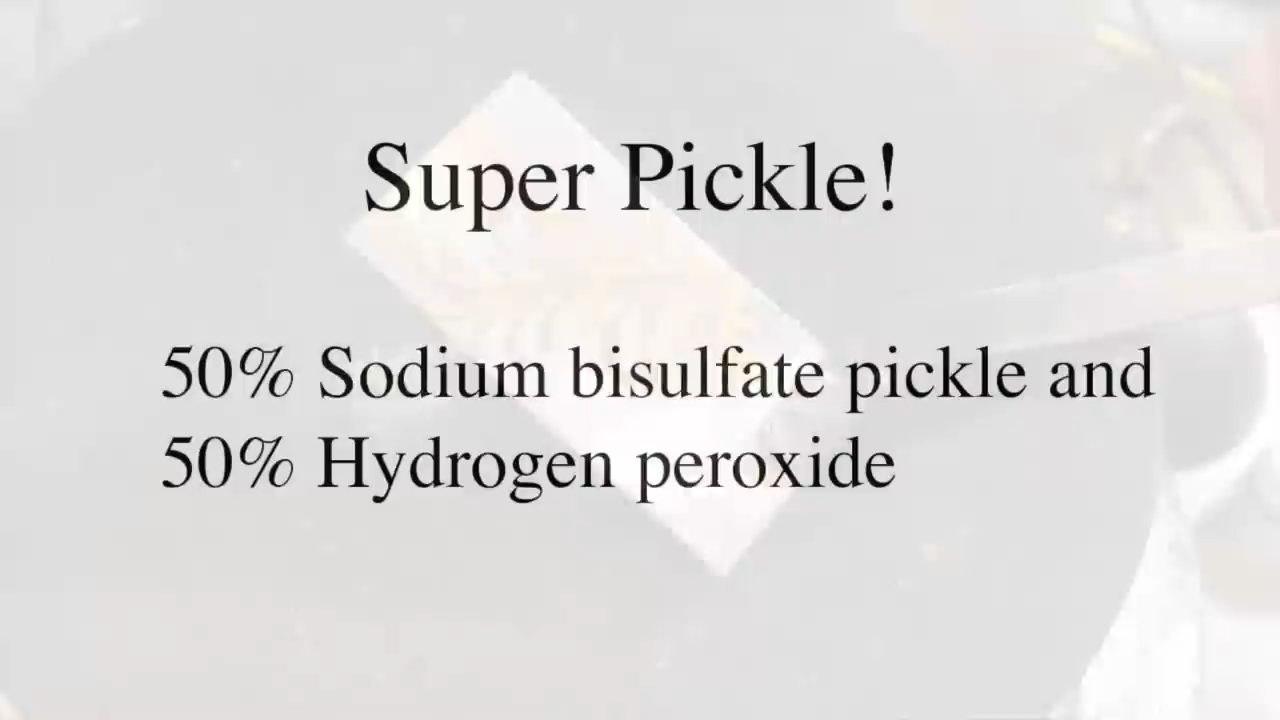 Super Pickle!
50% Sodium bisulfate pickle and
50% Hydrogen peroxide